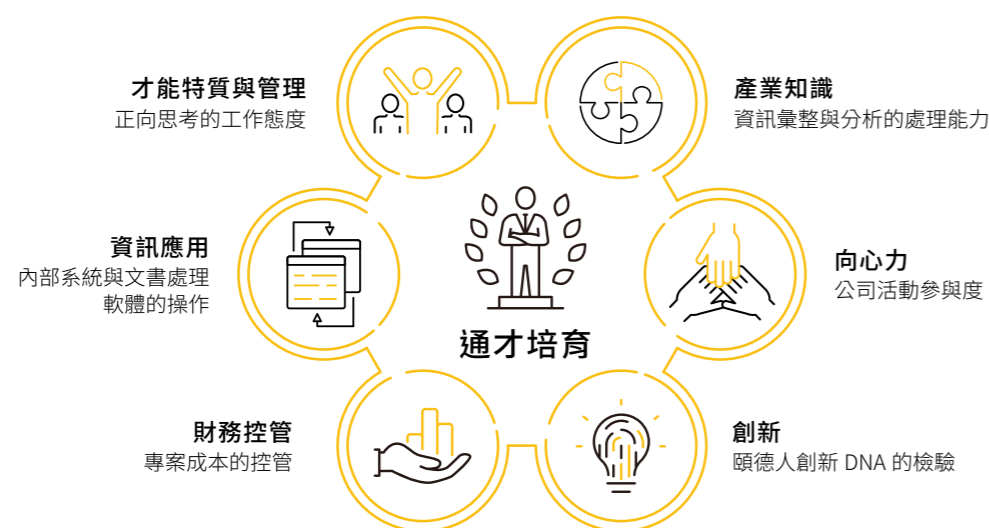 才能特質與管理
正向思考的工作態度
產業知識
資訊彙整與分析的處理能力
資訊應用
內部系統與文書處理
軟體的操作
向心力
公司活動參與度
通才培育
財務控管
專案成本的控管
創新
頤德人創新 DNA 的檢驗